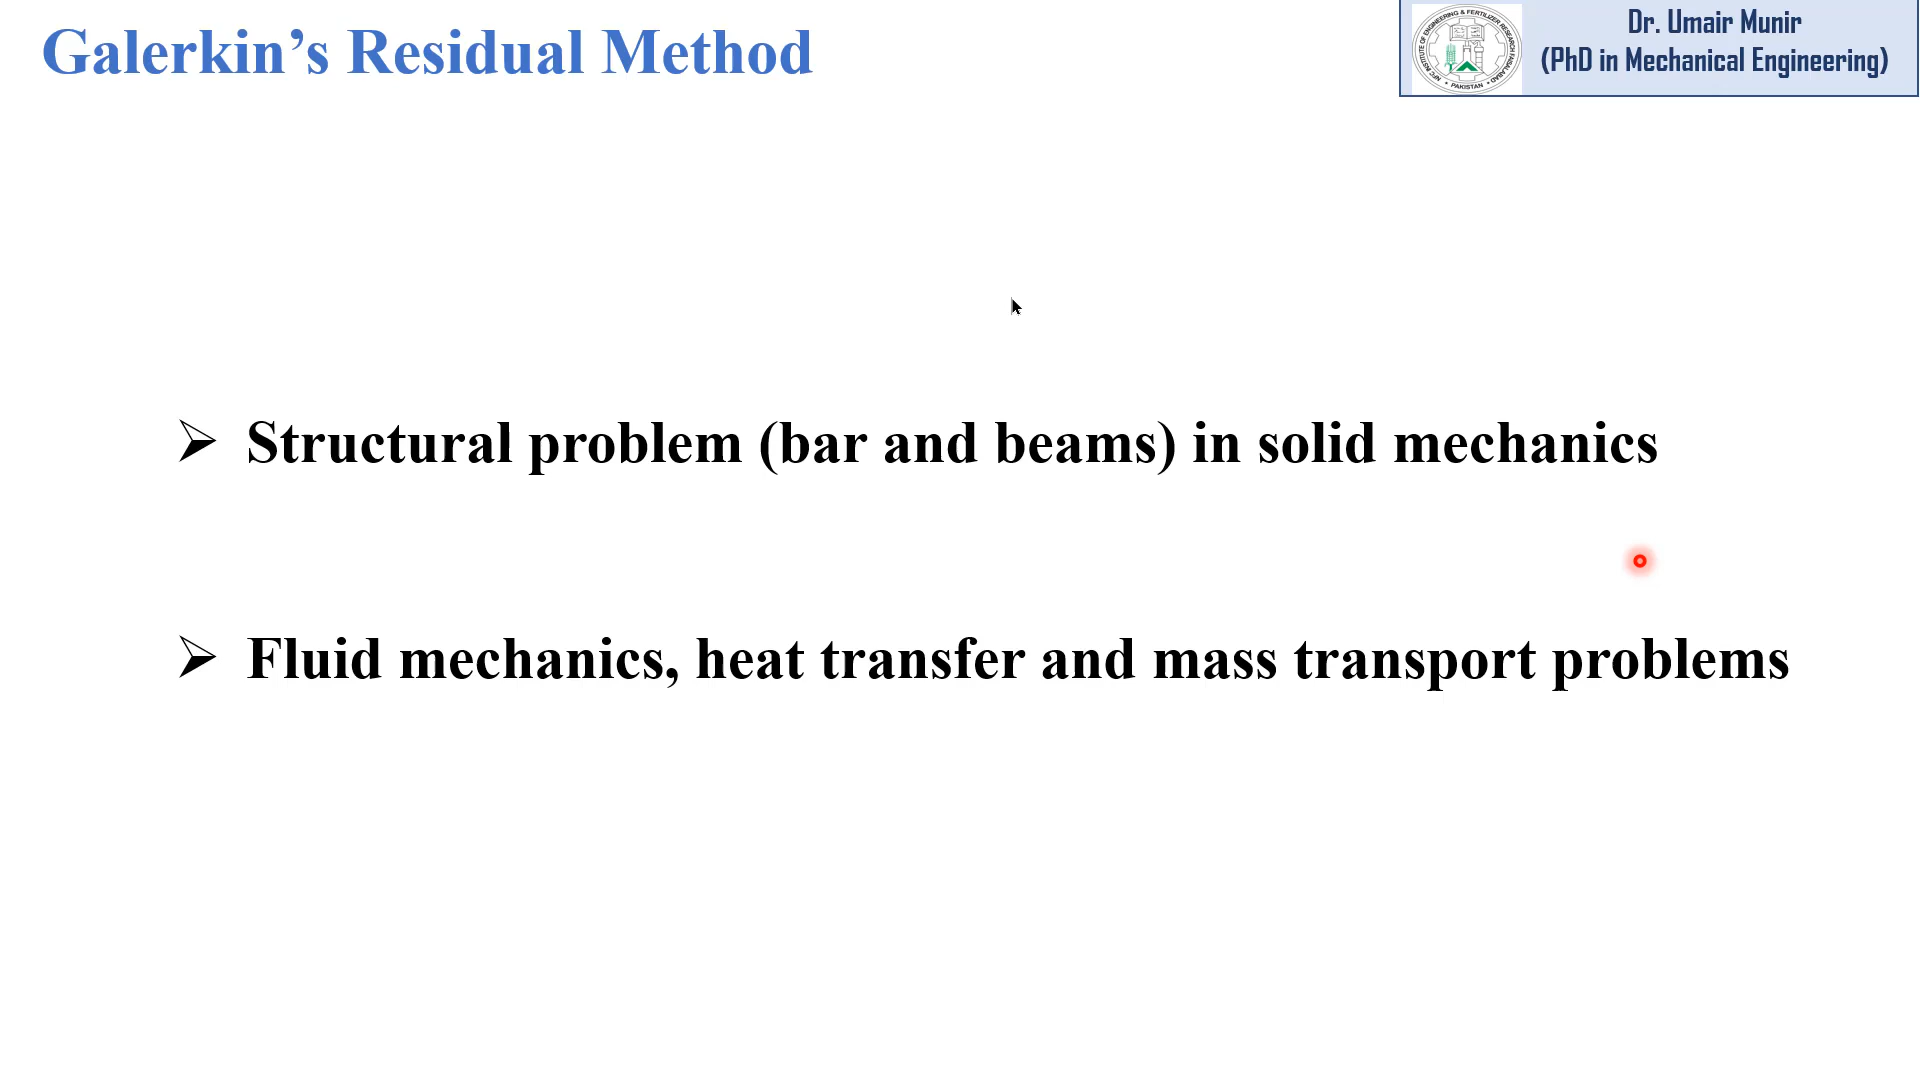 Galerkin’s Residual Method
Dr. Umair Munir
(PhD in Mechanical Engineering)
PAKISTAN
➢ Structural problem (bar and beams) in solid mechanics
➢ Fluid mechanics, heat transfer and mass transport problems